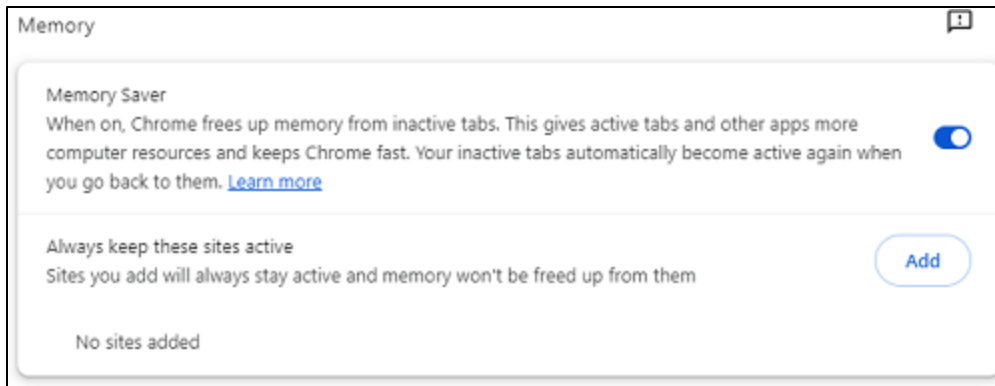 Memory
Memory Saver
When on, Chrome frees up memory from inactive tabs. This gives active tabs and other apps more
computer resources and keeps Chrome fast. Your inactive tabs automatically become active again when
you go back to them. Learn more
Always keep these sites active
Sites you add will always stay active and memory won't be freed up from them
Add
No sites added